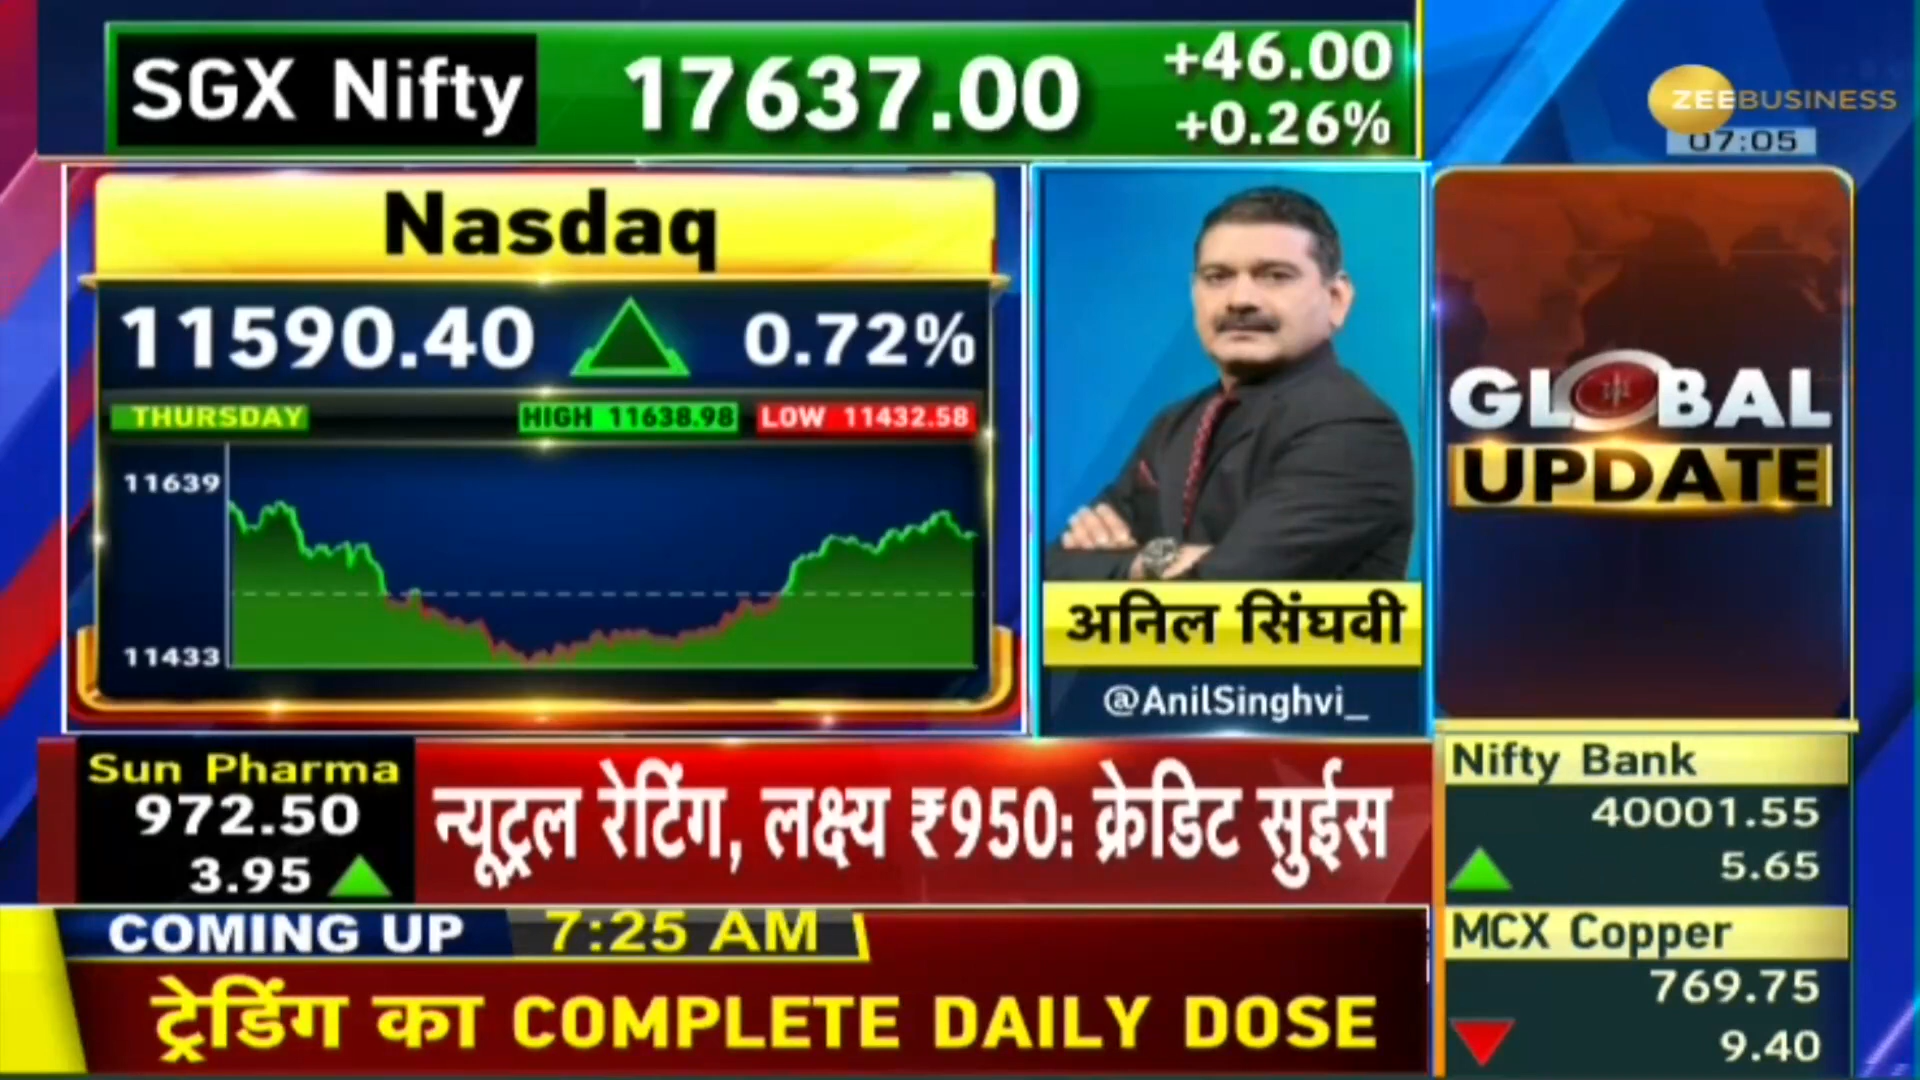 SGX Nifty
17637.00
+46.00
+0.26%
ZEEBUSINESS
07:05
Nasdaq
11590.40
0.72%
THURSDAY
HIGH 11638.98
LOW 11432.58
11639
11433
अनिल सिंघवी
@AnilSinghvi_
GLOBAL
UPDATE
Sun Pharma
972.50
3.95
न्यूट्रल रेटिंग, लक्ष्य ₹950: क्रेडिट सुईस
Nifty Bank
40001.55
5.65
MCX Copper
769.75
9.40
COMING UP
7:25 AM
ट्रेडिंग का COMPLETE DAILY DOSE